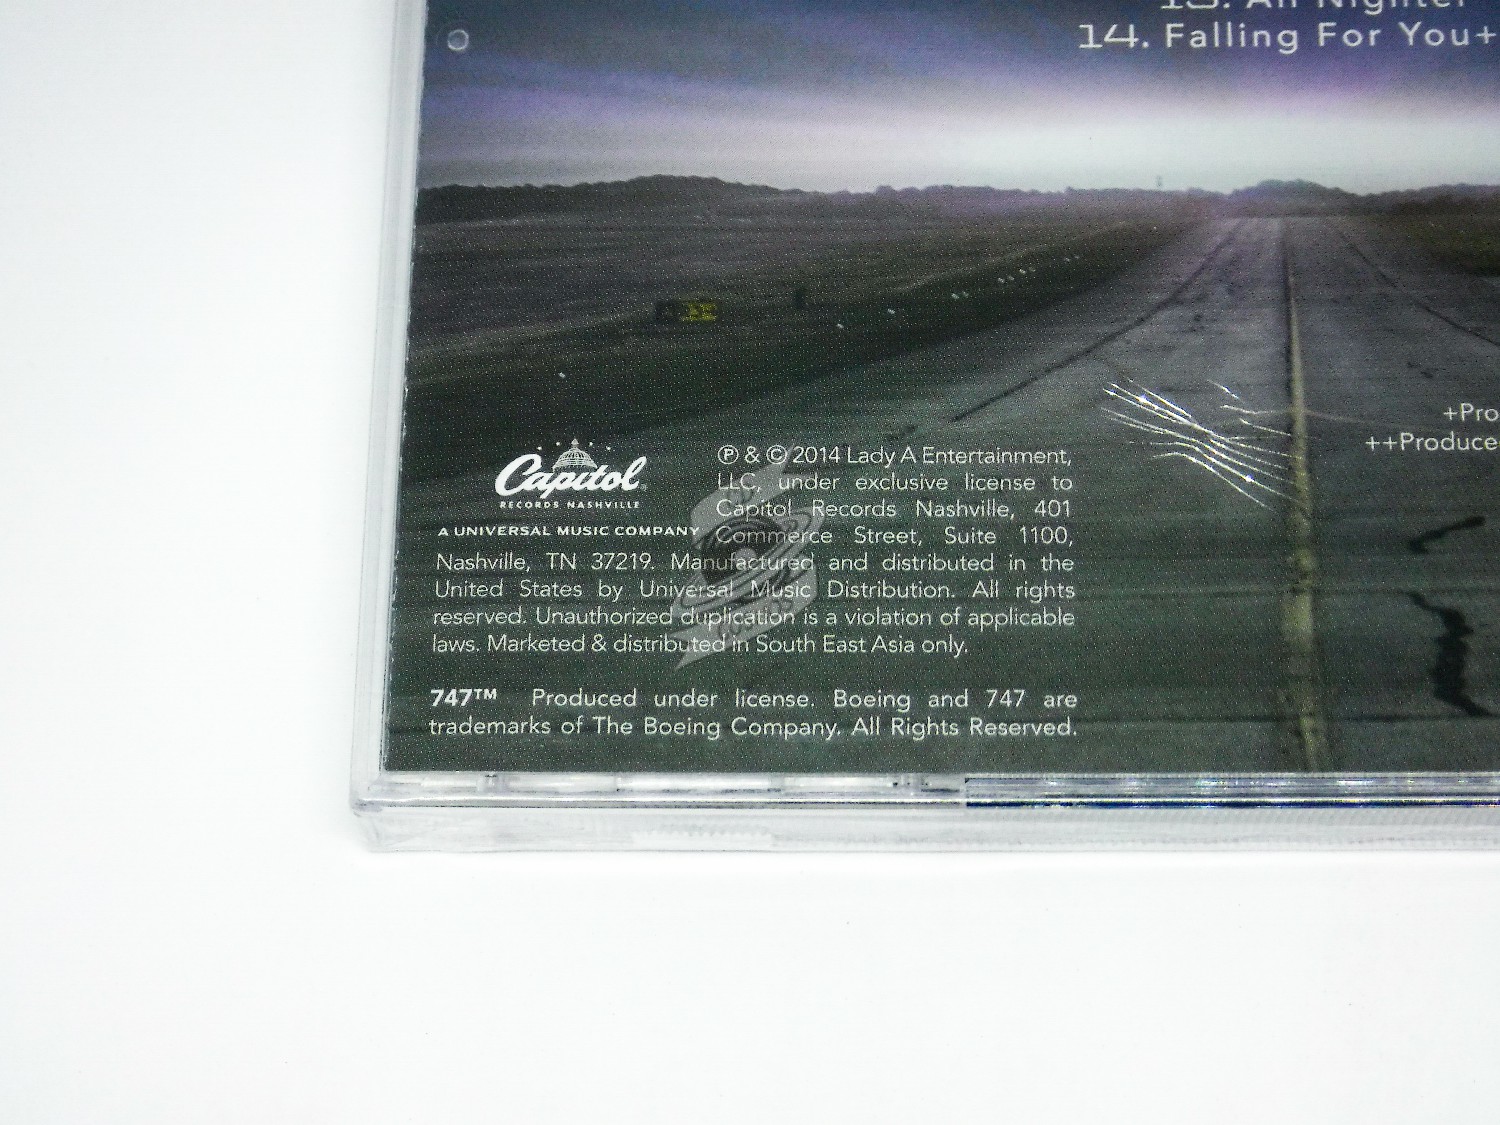 13. All Nighter
14. Falling For You+
+Pro
++Produce
Capitol
RECORDS NASHVILLE
A UNIVERSAL MUSIC COMPANY
℗ & © 2014 Lady A Entertainment,
LLC, under exclusive license to
Capitol Records Nashville, 401
Commerce Street, Suite 1100,
Nashville, TN 37219. Manufactured and distributed in the
United States by Universal Music Distribution. All rights
reserved. Unauthorized duplication is a violation of applicable
laws. Marketed & distributed in South East Asia only.
747™ Produced under license. Boeing and 747 are
trademarks of The Boeing Company. All Rights Reserved.